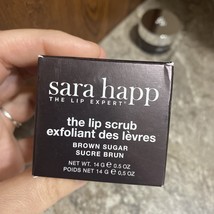 sara happ
THE LIP EXPERT®
the lip scrub
exfoliant des lèvres
BROWN SUGAR
SUCRE BRUN
NET WT. 14 G ℮ 0.5 OZ
POIDS NET 14 G ℮ 0,5 OZ